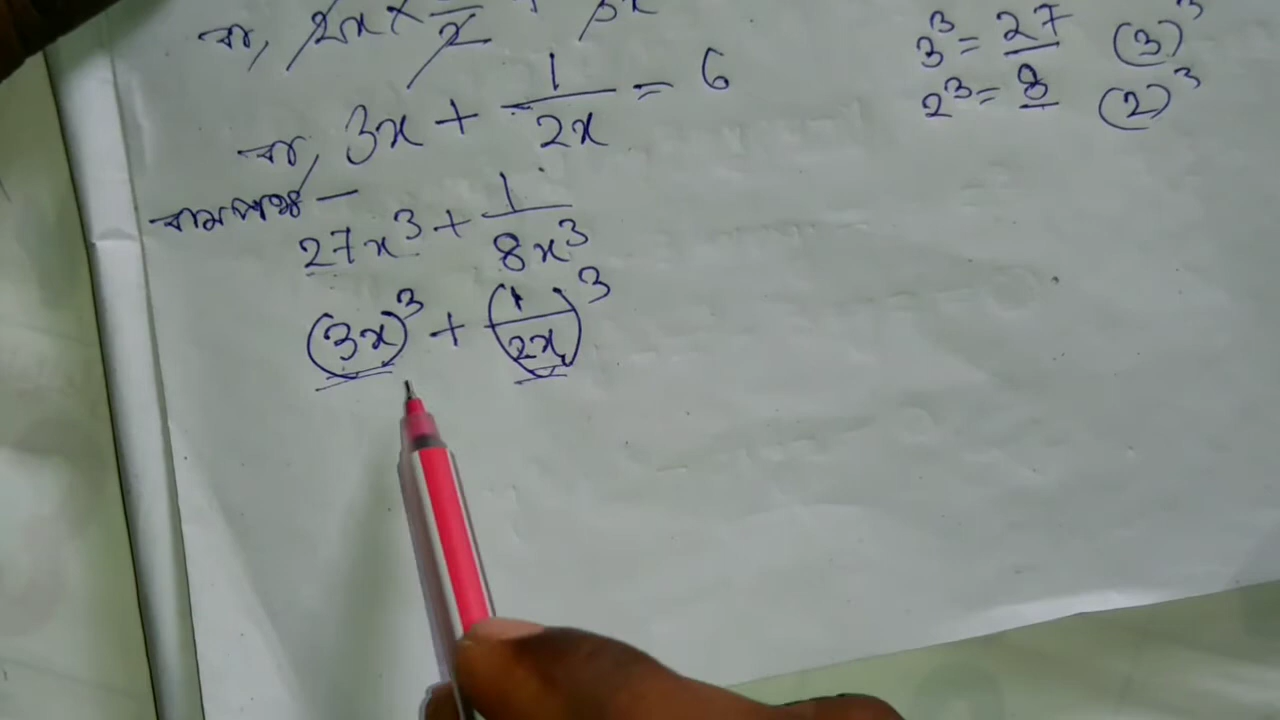 বা, 2x ×
3³ = 27 (3)³
বা, 3x + 1/2x = 6
2³ = 8 (2)³
বামপক্ষ —
27x³ + 1/8x³
(3x)³ + (1/2x)³